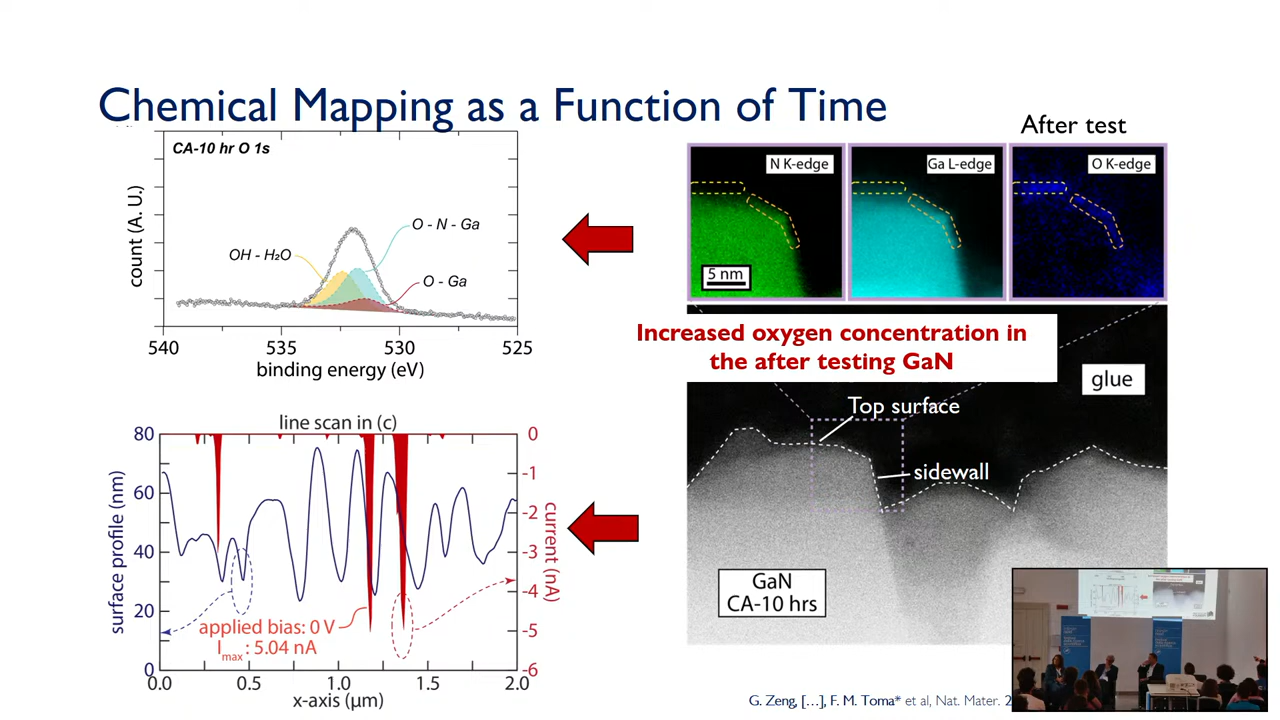 Chemical Mapping as a Function of Time
After test
CA-10 hr O 1s
count (A. U.)
O - N - Ga
OH - H₂O
O - Ga
540
535
530
525
binding energy (eV)
N K-edge
Ga L-edge
O K-edge
5 nm
Increased oxygen concentration in
the after testing GaN
glue
Top surface
sidewall
GaN
CA-10 hrs
line scan in (c)
surface profile (nm)
80
60
40
20
0
current (nA)
0
-1
-2
-3
-4
-5
-6
applied bias: 0 V
Imax : 5.04 nA
0.0
0.5
1.0
1.5
2.0
x-axis (μm)
G. Zeng, [...], F. M. Toma* et al, Nat. Mater.